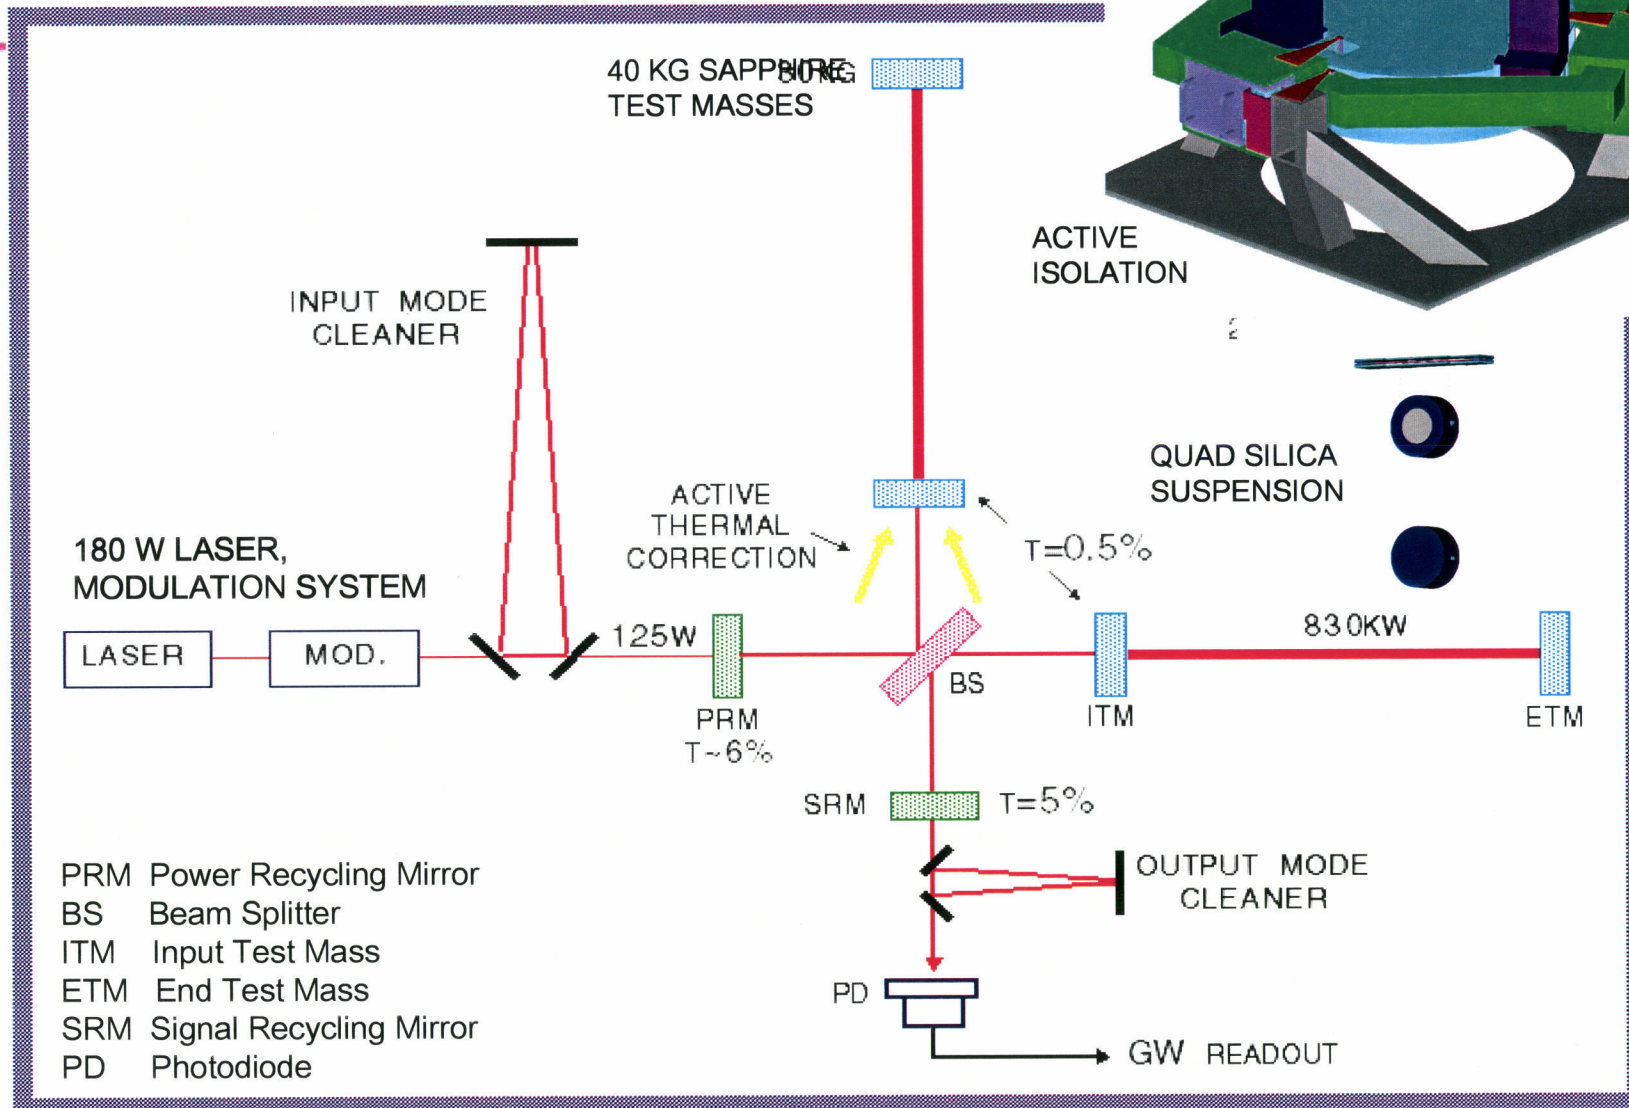 40 KG SAPPHIRE
TEST MASSES
ACTIVE
ISOLATION
INPUT MODE
CLEANER
QUAD SILICA
SUSPENSION
ACTIVE
THERMAL
CORRECTION
T=0.5%
180 W LASER,
MODULATION SYSTEM
LASER
MOD.
125W
830KW
BS
PRM
T~6%
ITM
ETM
SRM
T=5%
OUTPUT MODE
CLEANER
PD
GW READOUT
PRM Power Recycling Mirror
BS Beam Splitter
ITM Input Test Mass
ETM End Test Mass
SRM Signal Recycling Mirror
PD Photodiode